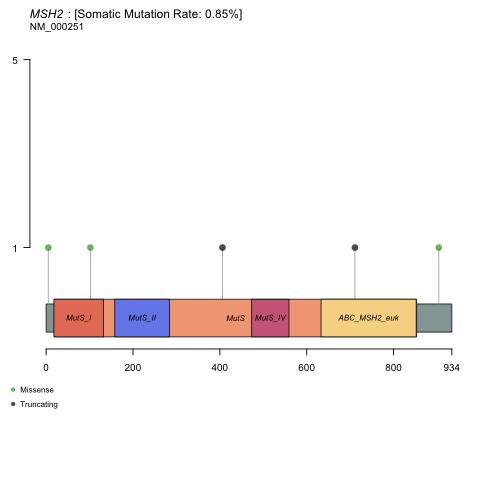 MSH2 : [Somatic Mutation Rate: 0.85%]
NM_000251
5
1
MutS_I
MutS_II
MutS
MutS_IV
ABC_MSH2_euk
0 200 400 600 800 934
Missense
Truncating